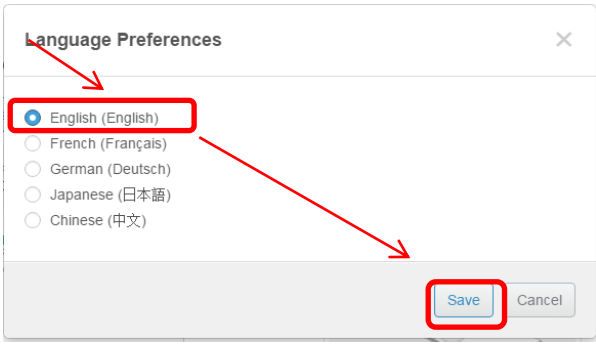 Language Preferences
English (English)
French (Français)
German (Deutsch)
Japanese (日本語)
Chinese (中文)
Save Cancel